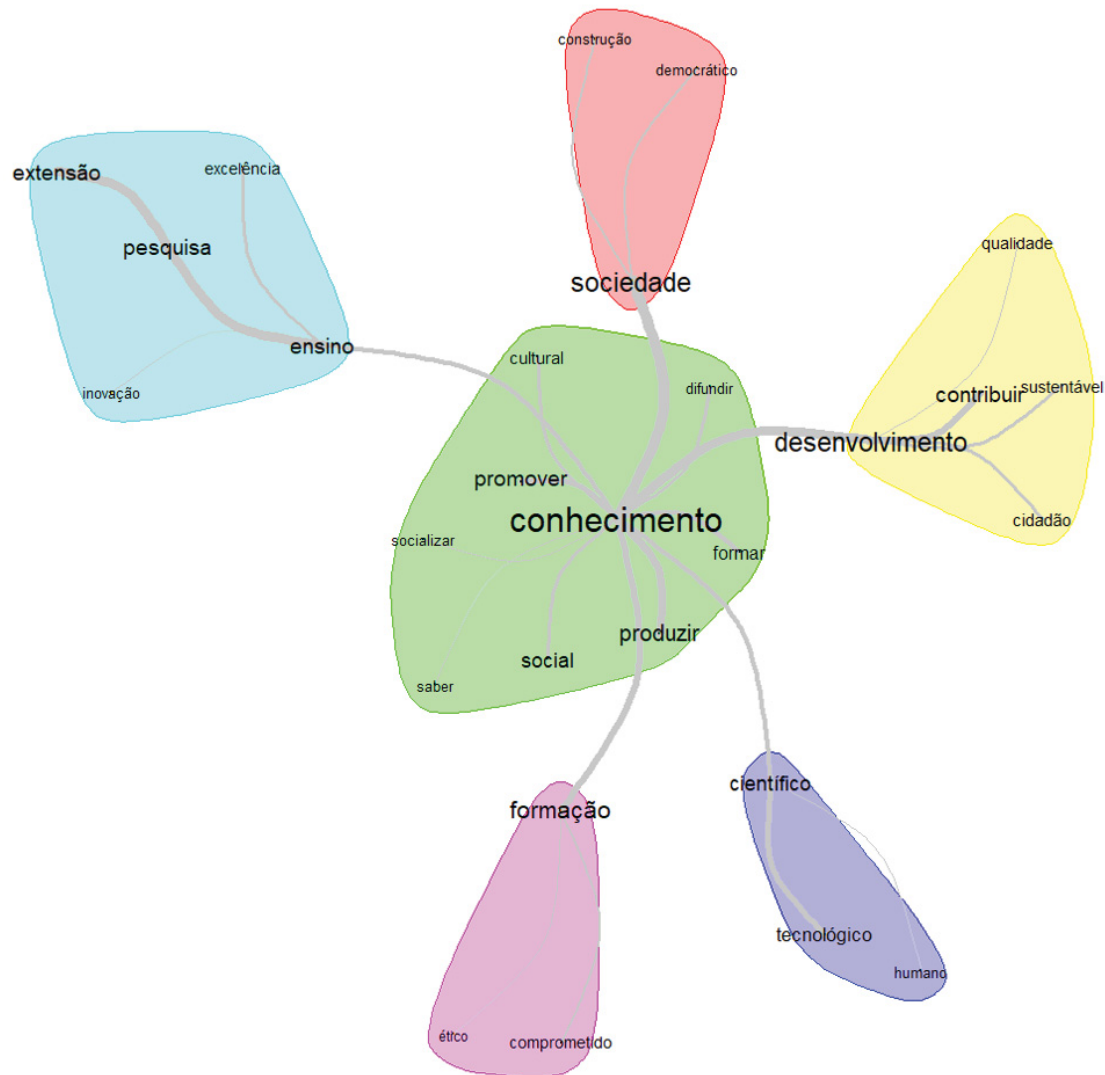 construção
democrático
extensão
excelência
pesquisa
qualidade
sociedade
ensino
cultural
difundir
inovação
contribuir
sustentável
desenvolvimento
promover
conhecimento
cidadão
socializar
formar
produzir
social
saber
científico
formação
tecnológico
humano
ético
comprometido